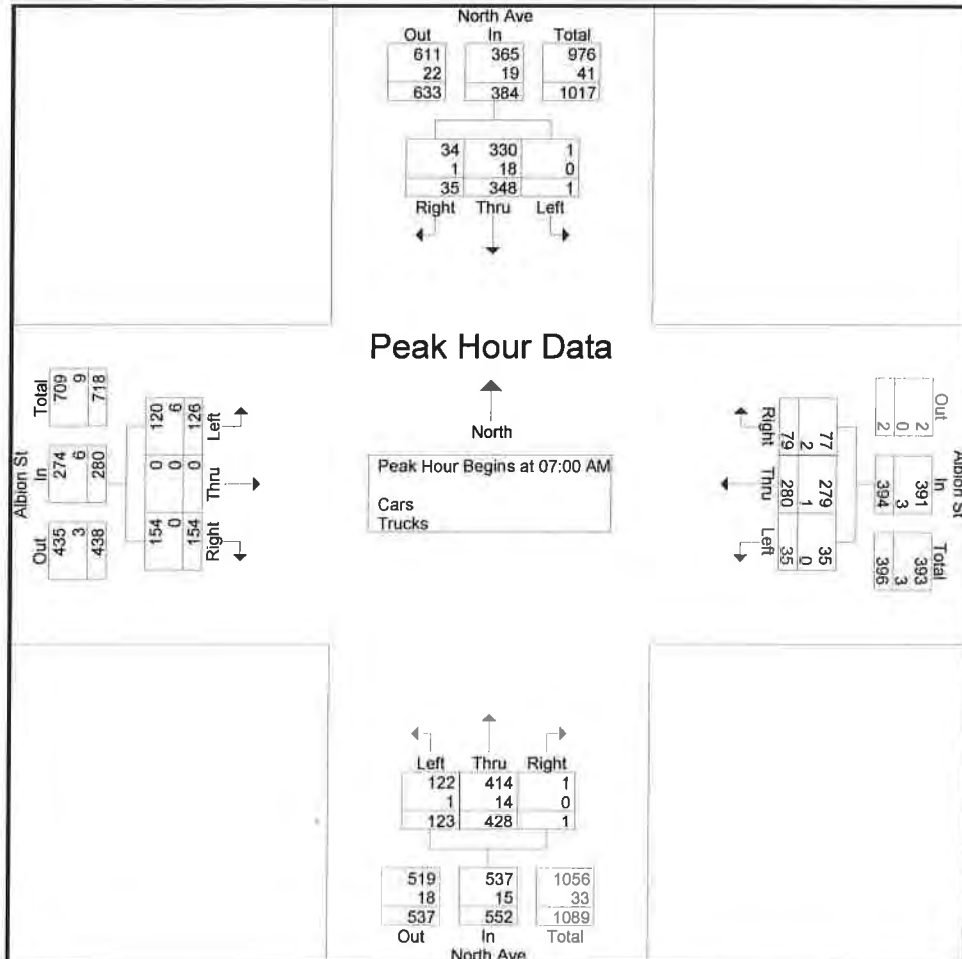 North Ave
Out In Total
611 365 976
22 19 41
633 384 1017
34 330 1
1 18 0
35 348 1
Right Thru Left
Peak Hour Data
North
Peak Hour Begins at 07:00 AM
Cars
Trucks
Albion St
Out In Total
435 274 709
3 6 9
438 280 718
Right Thru Left
154 0 120
0 0 6
154 0 126
Albion St
Out In Total
2 391 393
0 3 3
2 394 396
77 279 35
2 1 0
79 280 35
Right Thru Left
Left Thru Right
122 414 1
1 14 0
123 428 1
519 537 1056
18 15 33
537 552 1089
Out In Total
North Ave